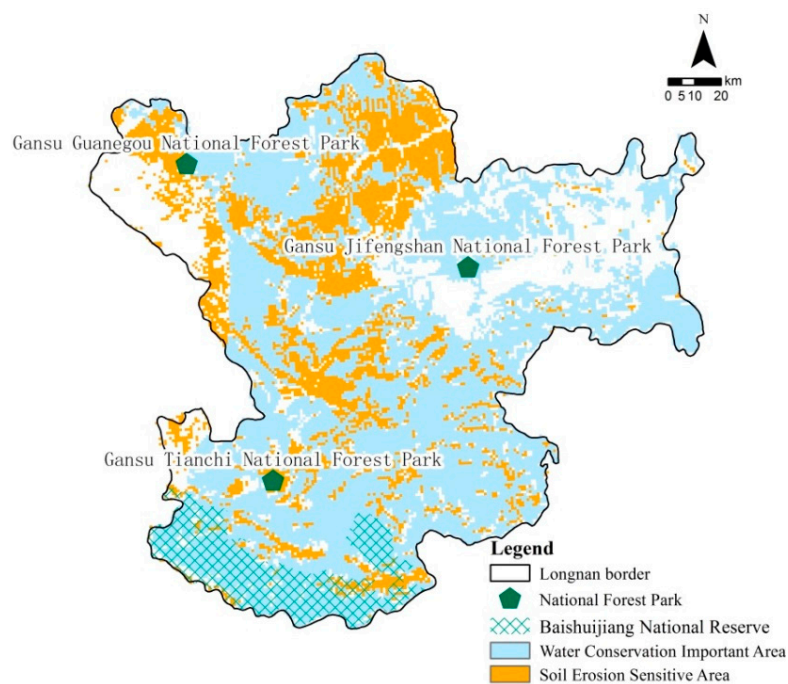 N
km
0 5 10 20
Gansu Guanegou National Forest Park
Gansu Jifengshan National Forest Park
Gansu Tianchi National Forest Park
Legend
Longnan border
National Forest Park
Baishuijiang National Reserve
Water Conservation Important Area
Soil Erosion Sensitive Area